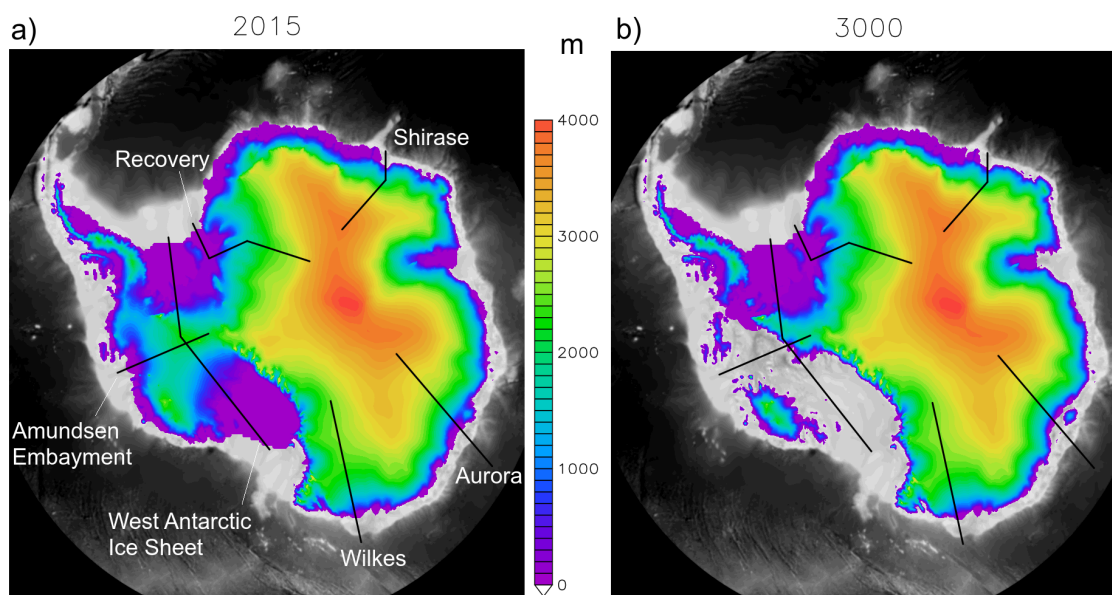 a)
2015
m
b)
3000
Shirase
Recovery
Amundsen
Embayment
West Antarctic
Ice Sheet
Wilkes
Aurora
4000
3000
2000
1000
0